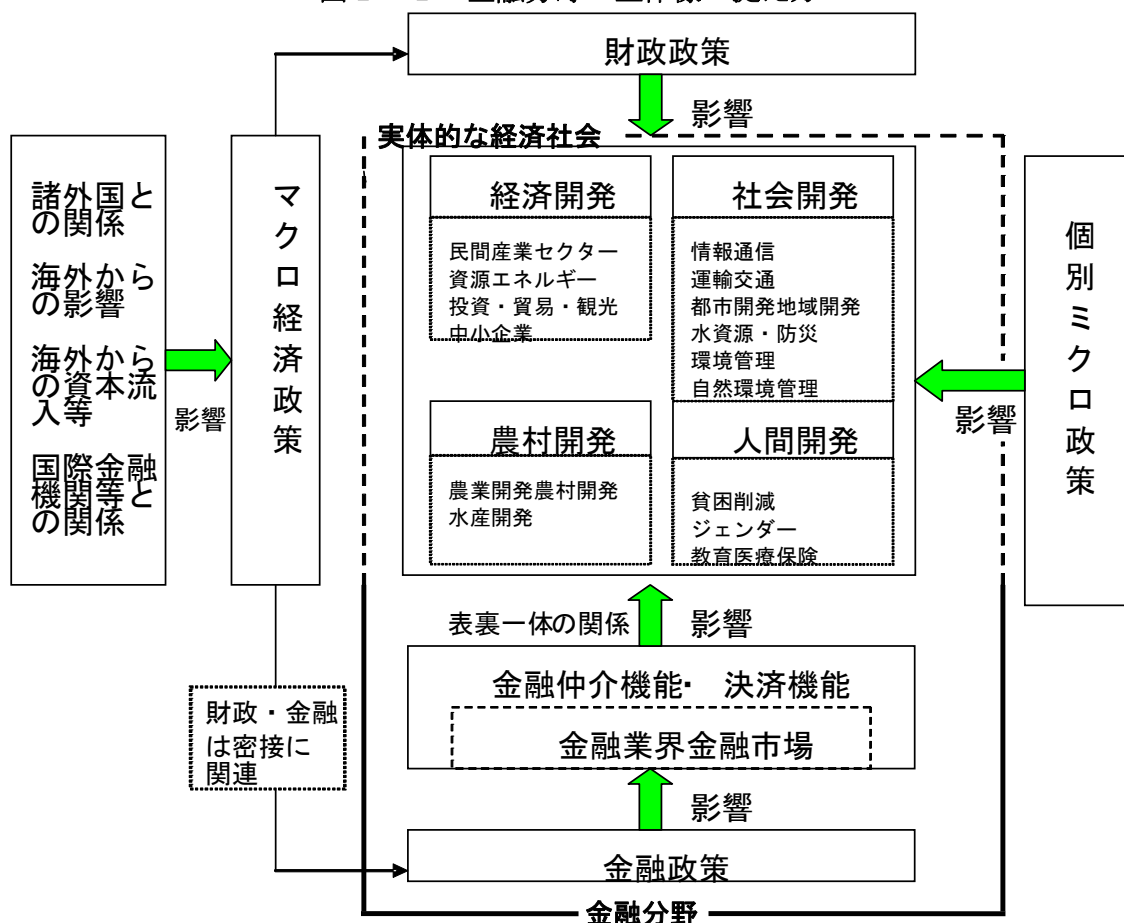 財政政策
影響
実体的な経済社会
諸外国と
の関係
海外から
の影響
海外から
の資本流
入等
国際金融
機関等と
の関係
影響
マクロ経済政策
経済開発
民間産業セクター
資源エネルギー
投資・貿易・観光
中小企業
社会開発
情報通信
運輸交通
都市開発地域開発
水資源・防災
環境管理
自然環境管理
農村開発
農業開発農村開発
水産開発
人間開発
貧困削減
ジェンダー
教育医療保険
影響
個別ミクロ政策
表裏一体の関係
影響
金融仲介機能・ 決済機能
金融業界金融市場
財政・金融
は密接に
関連
影響
金融政策
金融分野